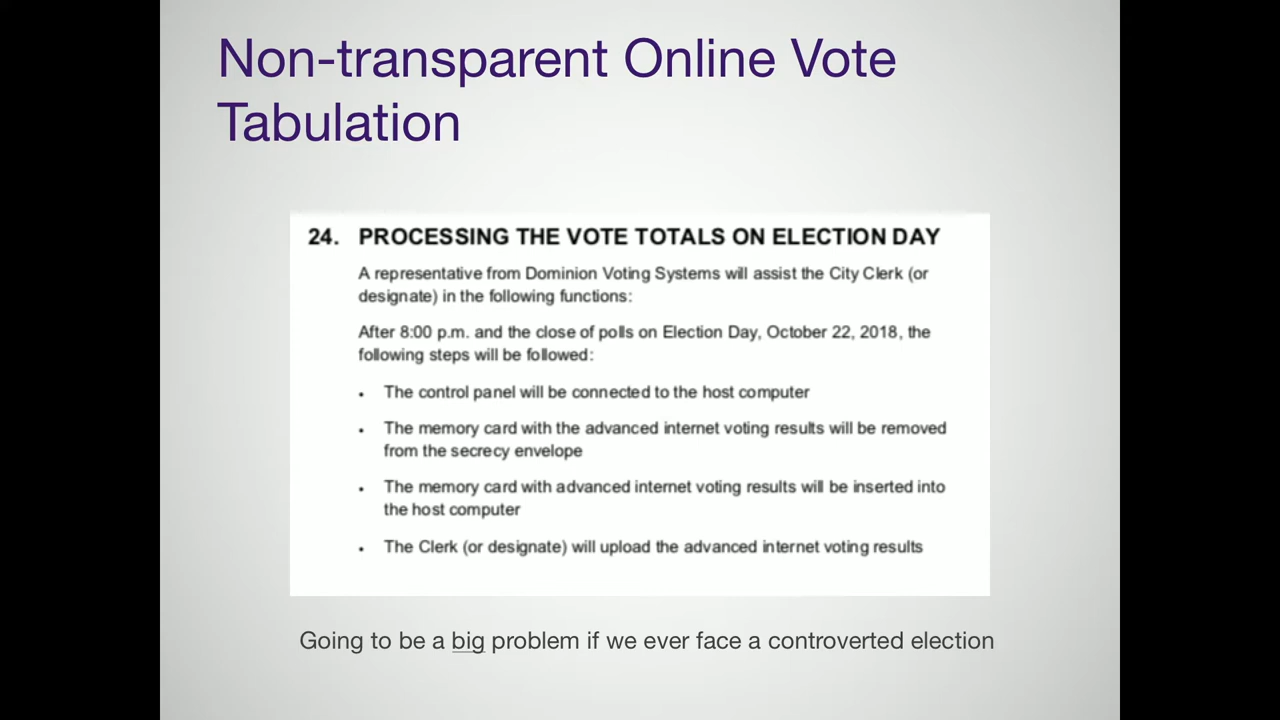 Non-transparent Online Vote
Tabulation
24. PROCESSING THE VOTE TOTALS ON ELECTION DAY
A representative from Dominion Voting Systems will assist the City Clerk (or
designate) in the following functions:
After 8:00 p.m. and the close of polls on Election Day, October 22, 2018, the
following steps will be followed:
• The control panel will be connected to the host computer
• The memory card with the advanced internet voting results will be removed
from the secrecy envelope
• The memory card with advanced internet voting results will be inserted into
the host computer
• The Clerk (or designate) will upload the advanced internet voting results
Going to be a big problem if we ever face a controverted election